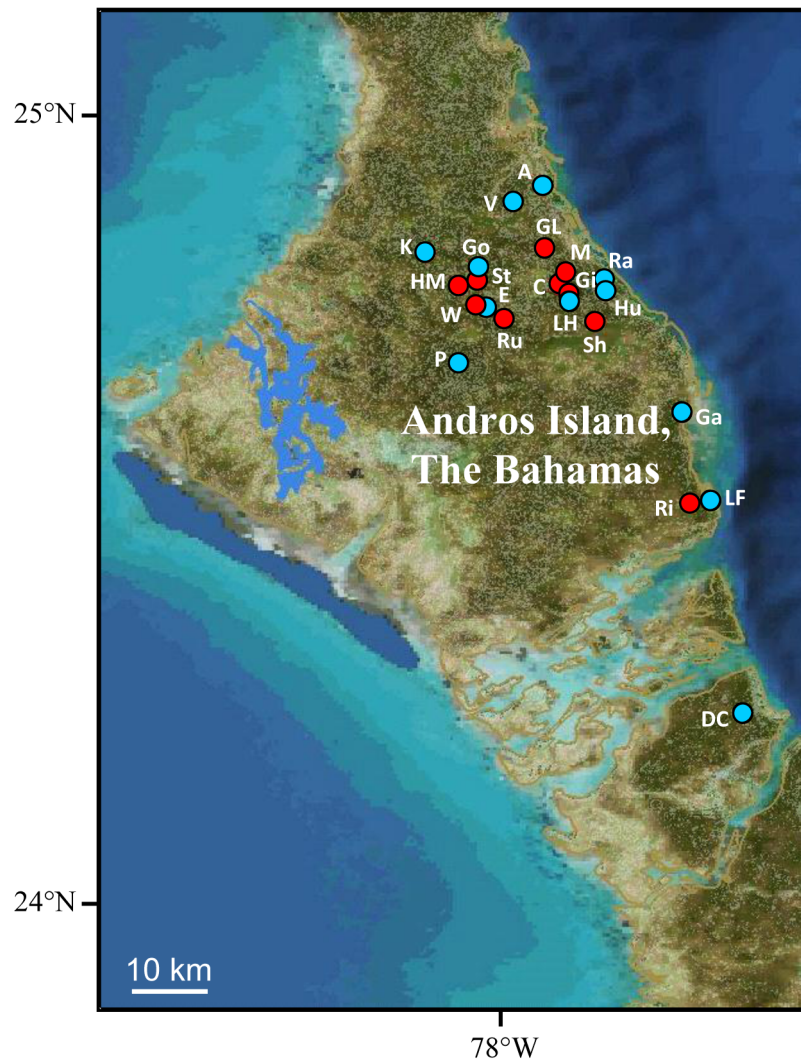 25°N
A
V
GL
K
Go
M
Ra
HM
St
C
Gi
W
E
LH
Hu
Ru
Sh
P
Andros Island,
The Bahamas
Ga
Ri
LF
DC
24°N
10 km
78°W